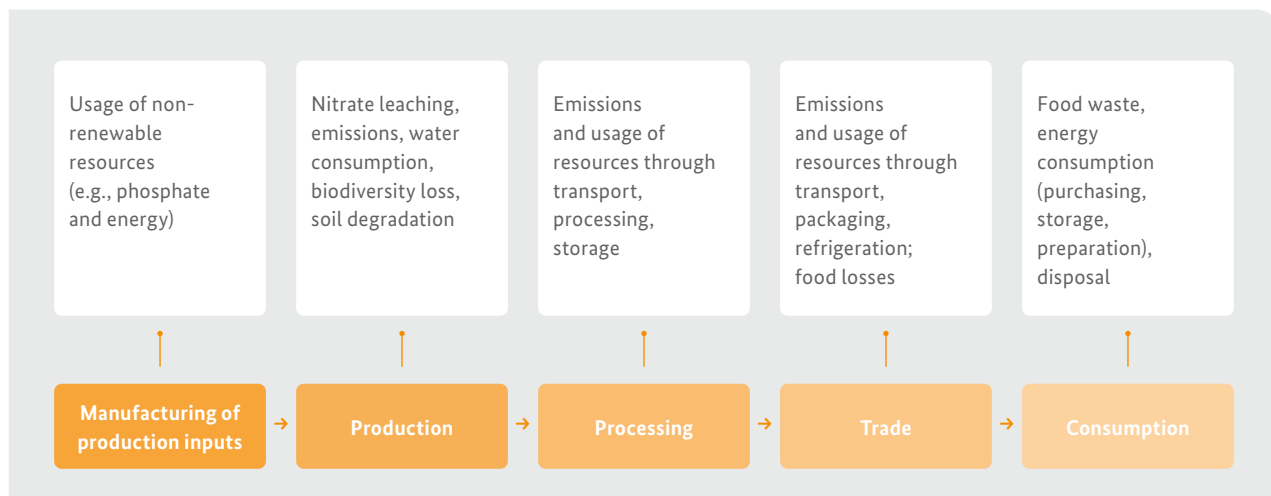 Usage of non-
renewable
resources
(e.g., phosphate
and energy)
Nitrate leaching,
emissions, water
consumption,
biodiversity loss,
soil degradation
Emissions
and usage of
resources through
transport,
processing,
storage
Emissions
and usage of
resources through
transport,
packaging,
refrigeration;
food losses
Food waste,
energy
consumption
(purchasing,
storage,
preparation),
disposal
Manufacturing of
production inputs
Production
Processing
Trade
Consumption